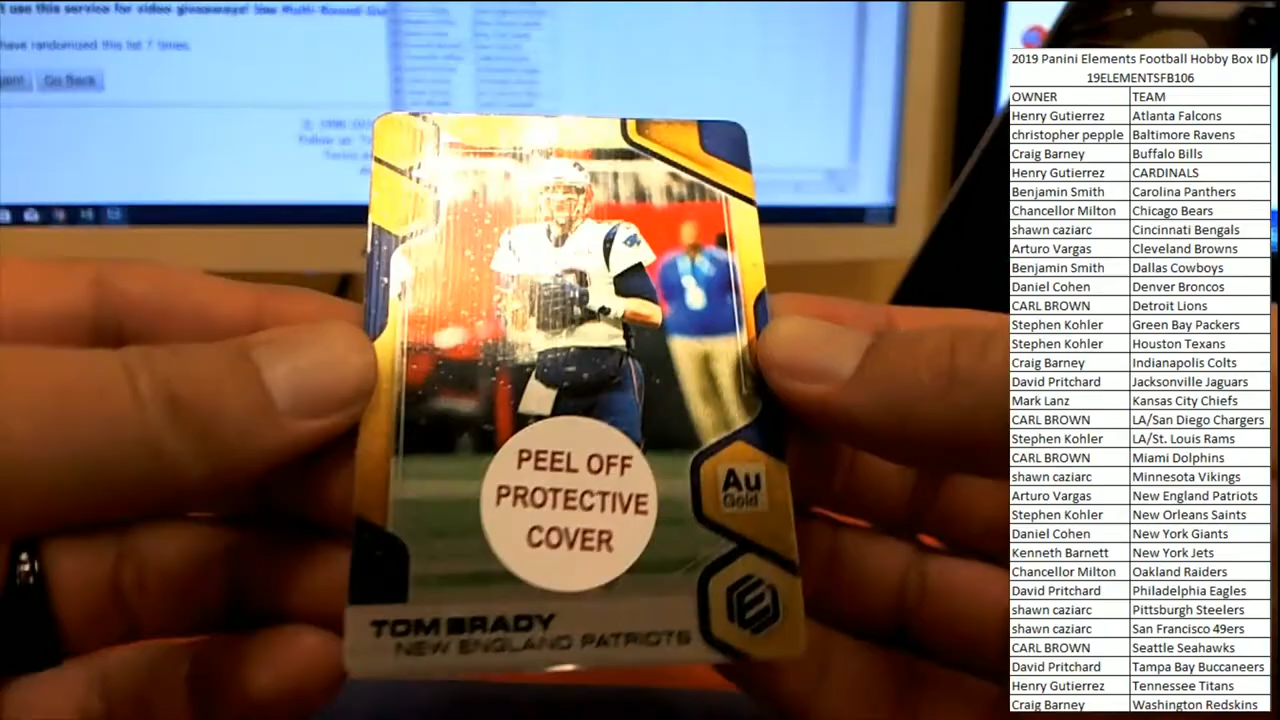 t use this service for video giveaways! Use Multi-Round
have randomized this list 7 times.
Go Back
PEEL OFF
PROTECTIVE
COVER
Au
Gold
TOM BRADY
NEW ENGLAND PATRIOTS
2019 Panini Elements Football Hobby Box ID
19ELEMENTSFB106
OWNER TEAM
Henry Gutierrez Atlanta Falcons
christopher pepple Baltimore Ravens
Craig Barney Buffalo Bills
Henry Gutierrez CARDINALS
Benjamin Smith Carolina Panthers
Chancellor Milton Chicago Bears
shawn caziarc Cincinnati Bengals
Arturo Vargas Cleveland Browns
Benjamin Smith Dallas Cowboys
Daniel Cohen Denver Broncos
CARL BROWN Detroit Lions
Stephen Kohler Green Bay Packers
Stephen Kohler Houston Texans
Craig Barney Indianapolis Colts
David Pritchard Jacksonville Jaguars
Mark Lanz Kansas City Chiefs
CARL BROWN LA/San Diego Chargers
Stephen Kohler LA/St. Louis Rams
CARL BROWN Miami Dolphins
shawn caziarc Minnesota Vikings
Arturo Vargas New England Patriots
Stephen Kohler New Orleans Saints
Daniel Cohen New York Giants
Kenneth Barnett New York Jets
Chancellor Milton Oakland Raiders
David Pritchard Philadelphia Eagles
shawn caziarc Pittsburgh Steelers
shawn caziarc San Francisco 49ers
CARL BROWN Seattle Seahawks
David Pritchard Tampa Bay Buccaneers
Henry Gutierrez Tennessee Titans
Craig Barney Washington Redskins